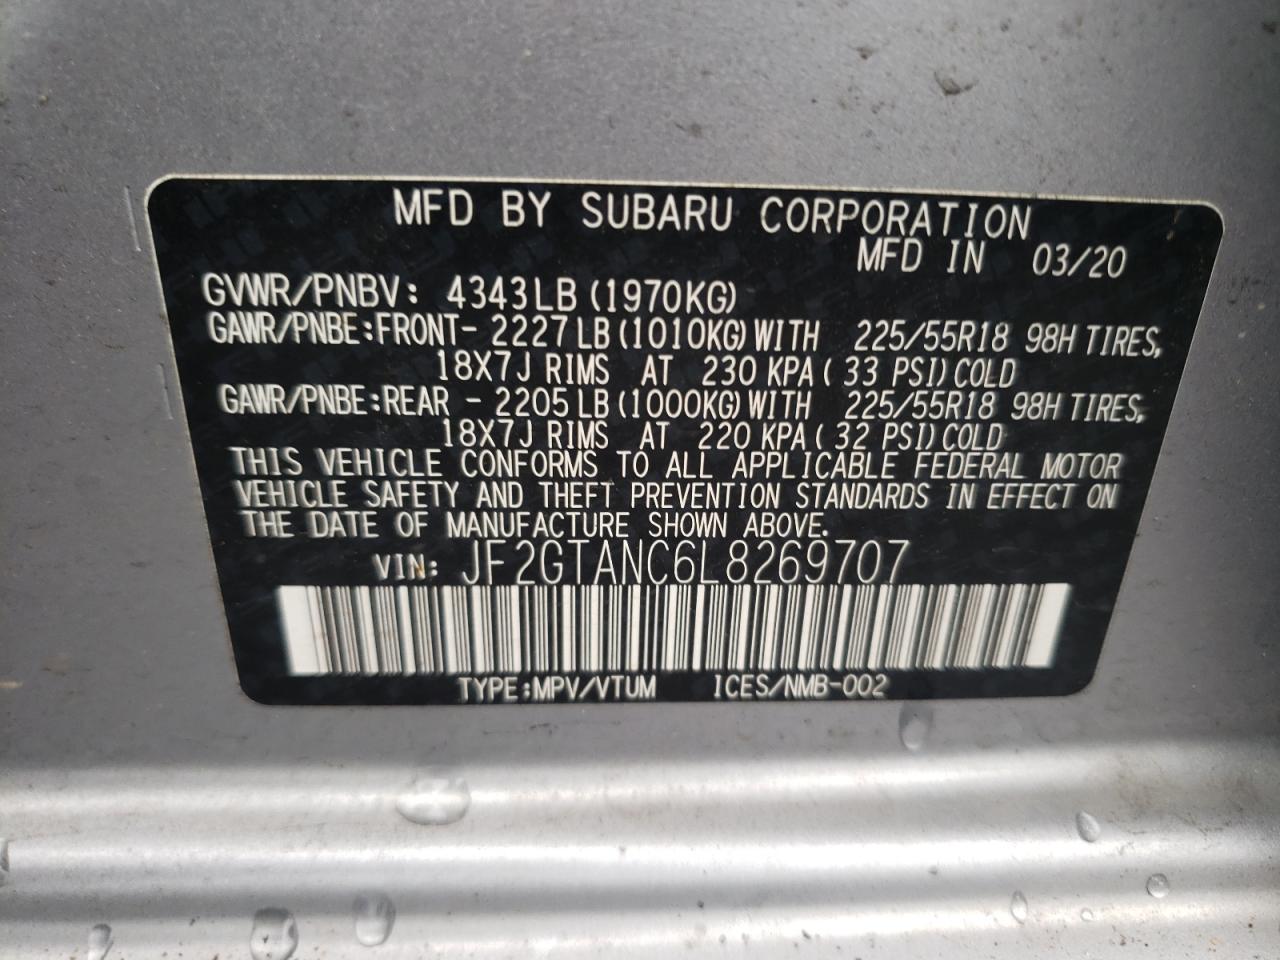 MFD BY SUBARU CORPORATION
MFD IN 03/20
GVWR/PNBV: 4343LB (1970KG)
GAWR/PNBE:FRONT- 2227 LB (1010KG) WITH 225/55R18 98H TIRES,
18X7J RIMS AT 230 KPA ( 33 PSI) COLD
GAWR/PNBE:REAR - 2205 LB (1000KG) WITH 225/55R18 98H TIRES,
18X7J RIMS AT 220 KPA ( 32 PSI) COLD
THIS VEHICLE CONFORMS TO ALL APPLICABLE FEDERAL MOTOR
VEHICLE SAFETY AND THEFT PREVENTION STANDARDS IN EFFECT ON
THE DATE OF MANUFACTURE SHOWN ABOVE.
VIN: JF2GTANC6L8269707
TYPE:MPV/VTUM ICES/NMB-002